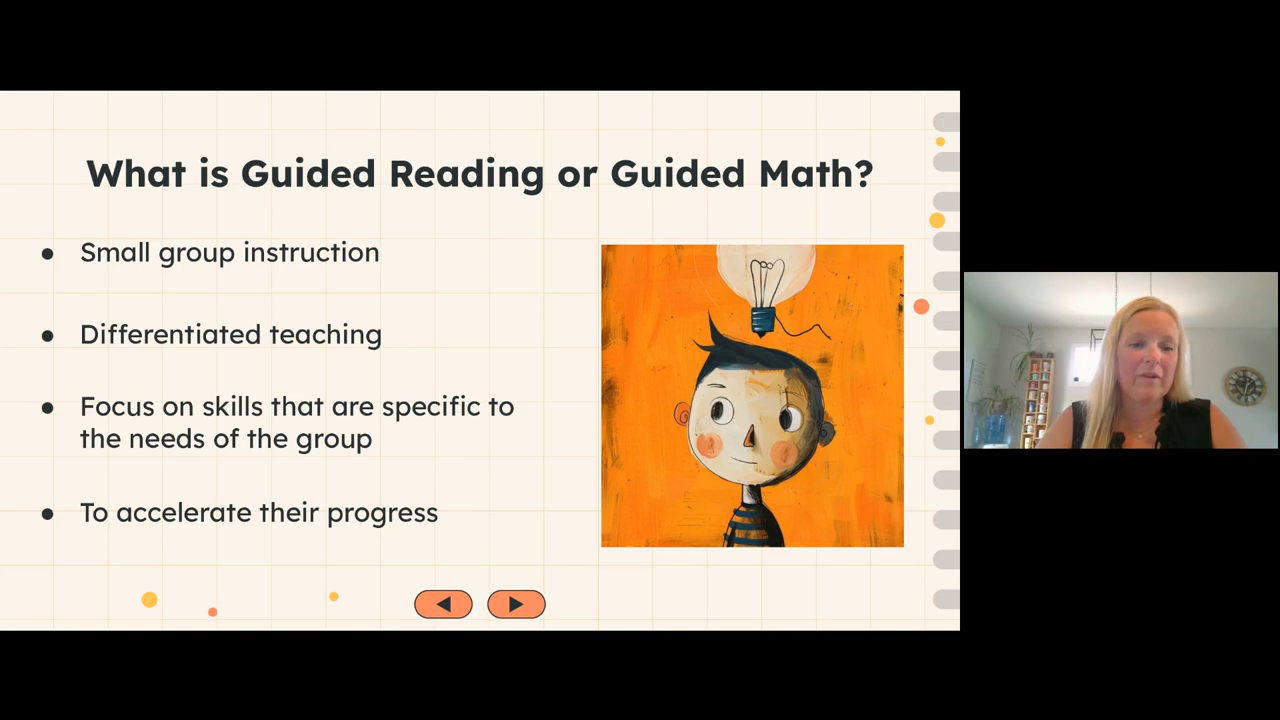 What is Guided Reading or Guided Math?
● Small group instruction
● Differentiated teaching
● Focus on skills that are specific to
the needs of the group
● To accelerate their progress